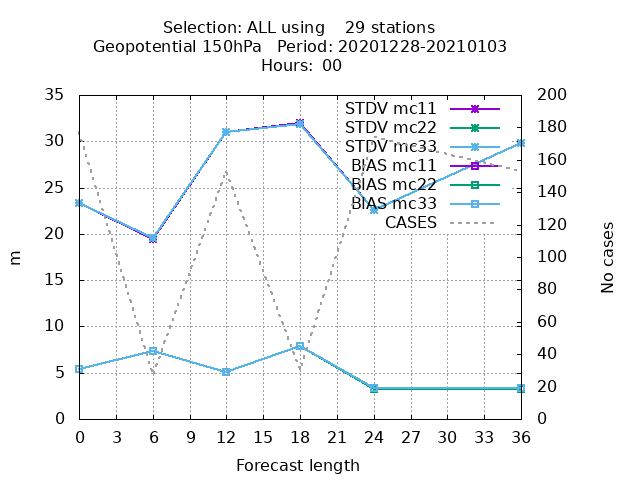 Selection: ALL using    29 stations
Geopotential 150hPa   Period: 20201228-20210103
Hours: 00
STDV mc11
STDV mc22
STDV mc33
BIAS mc11
BIAS mc22
BIAS mc33
CASES
35
30
25
20
15
10
5
0
m
200
180
160
140
120
100
80
60
40
20
0
No cases
0 3 6 9 12 15 18 21 24 27 30 33 36
Forecast length